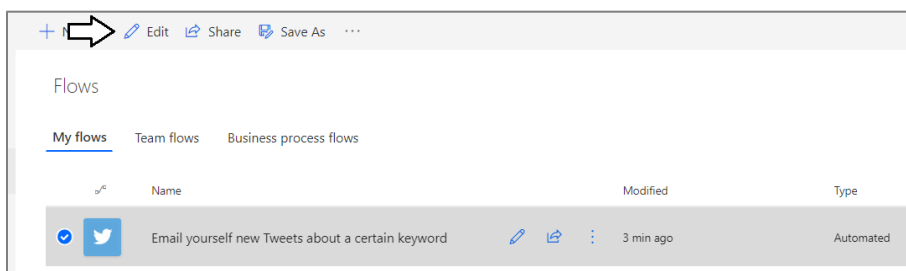 Edit Share Save As ...
Flows
My flows Team flows Business process flows
Name Modified Type
Email yourself new Tweets about a certain keyword 3 min ago Automated